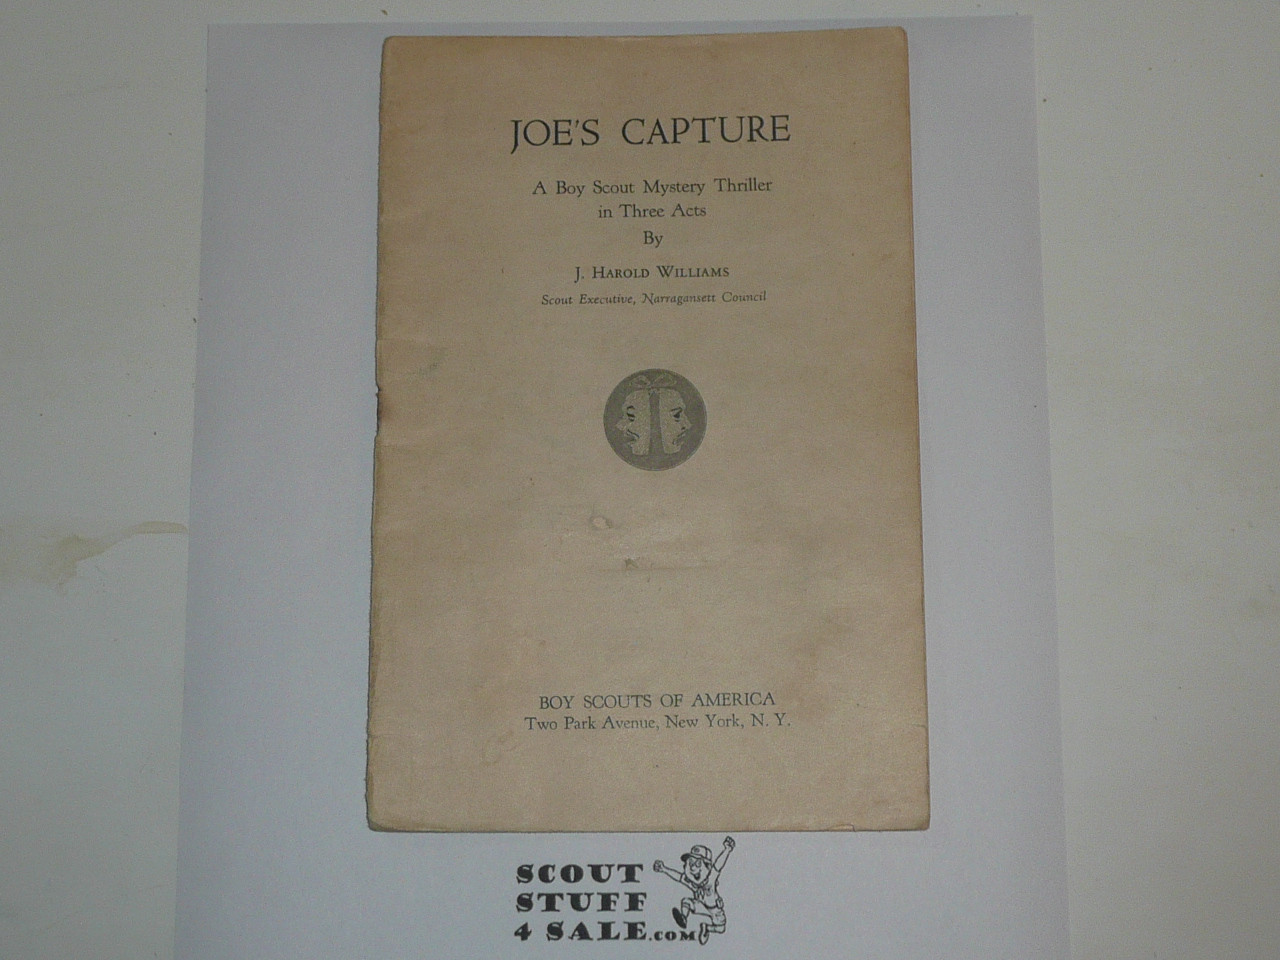 JOE'S CAPTURE
A Boy Scout Mystery Thriller
in Three Acts
By
J. HAROLD WILLIAMS
Scout Executive, Narragansett Council
BOY SCOUTS OF AMERICA
Two Park Avenue, New York, N. Y.
SCOUT
STUFF
4 SALE.COM